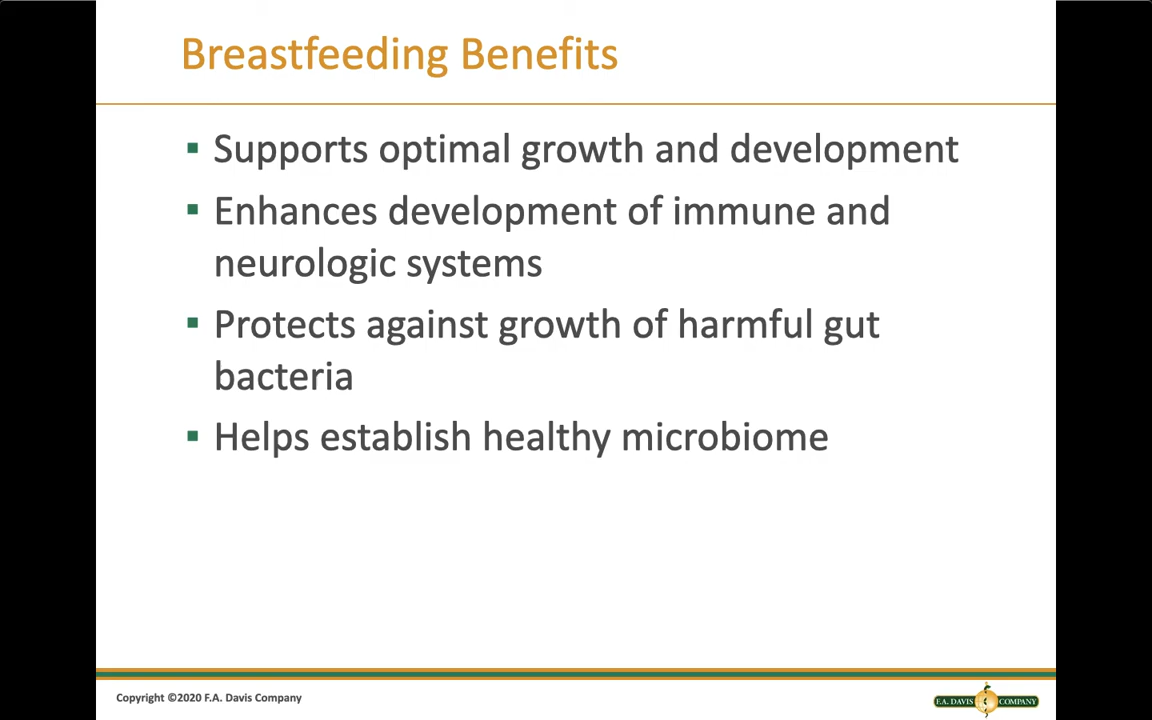 Breastfeeding Benefits
▪ Supports optimal growth and development
▪ Enhances development of immune and
neurologic systems
▪ Protects against growth of harmful gut
bacteria
▪ Helps establish healthy microbiome
Copyright ©2020 F.A. Davis Company
F.A. DAVIS COMPANY